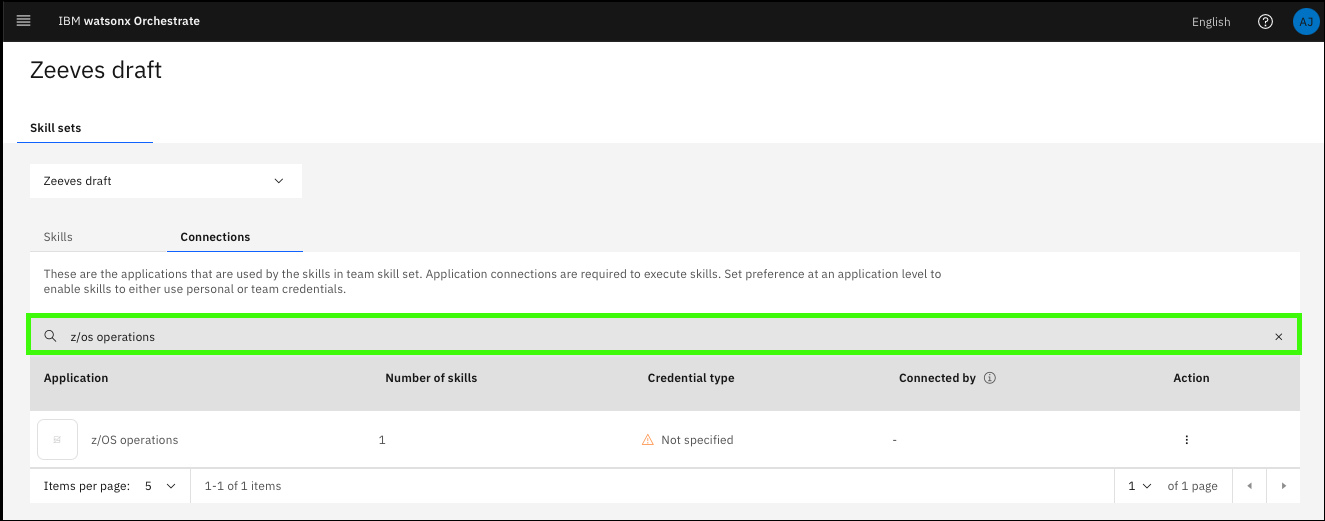 IBM watsonx Orchestrate
English
AJ
Zeeves draft
Skill sets
Zeeves draft
Skills
Connections
These are the applications that are used by the skills in team skill set. Application connections are required to execute skills. Set preference at an application level to
enable skills to either use personal or team credentials.
z/os operations
Application Number of skills Credential type Connected by Action
z/OS operations 1 Not specified -
Items per page: 5 1-1 of 1 items 1 of 1 page